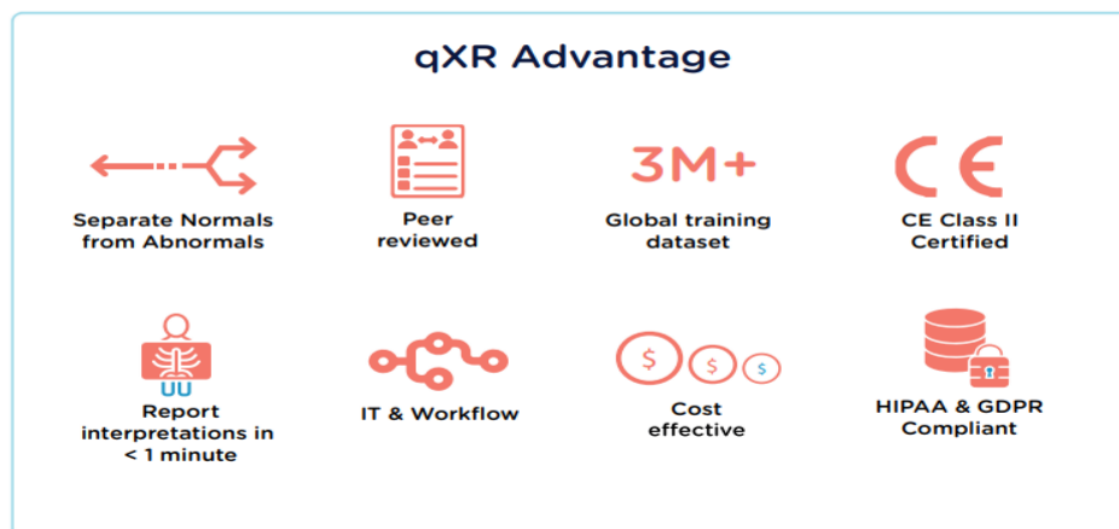 qXR Advantage
3M+
CE
Separate Normals
from Abnormals
Peer
reviewed
Global training
dataset
CE Class II
Certified
$ $ $
UU
Report
interpretations in
< 1 minute
IT & Workflow
Cost
effective
HIPAA & GDPR
Compliant